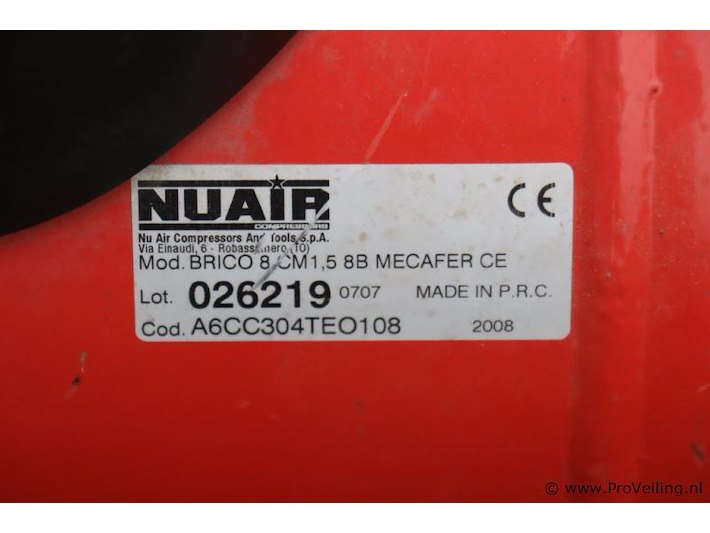 NUAIR
COMPRESSORS
Nu Air Compressors And Tools S.p.A.
Via Einaudi, 6 - Robassomero (TO)
Mod. BRICO 8 CM1,5 8B MECAFER CE
Lot. 026219 0707 MADE IN P.R.C.
Cod. A6CC304TEO108 2008
CE
© www.ProVeiling.nl